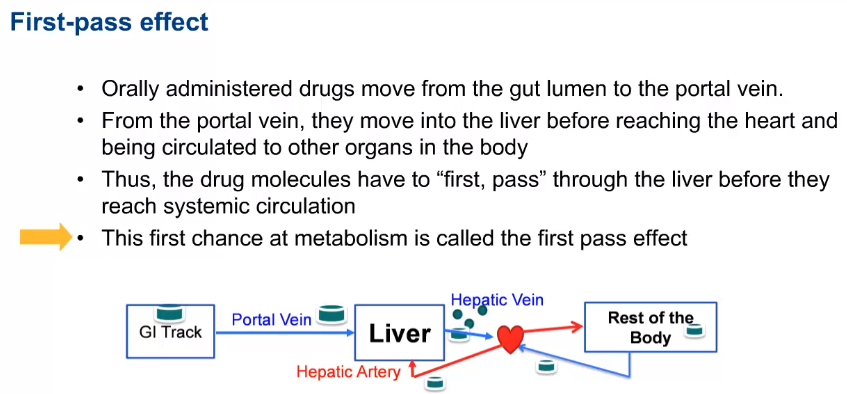 First-pass effect
• Orally administered drugs move from the gut lumen to the portal vein.
• From the portal vein, they move into the liver before reaching the heart and
being circulated to other organs in the body
• Thus, the drug molecules have to “first, pass” through the liver before they
reach systemic circulation
• This first chance at metabolism is called the first pass effect
GI Track
Portal Vein
Liver
Hepatic Vein
Hepatic Artery
Rest of the
Body